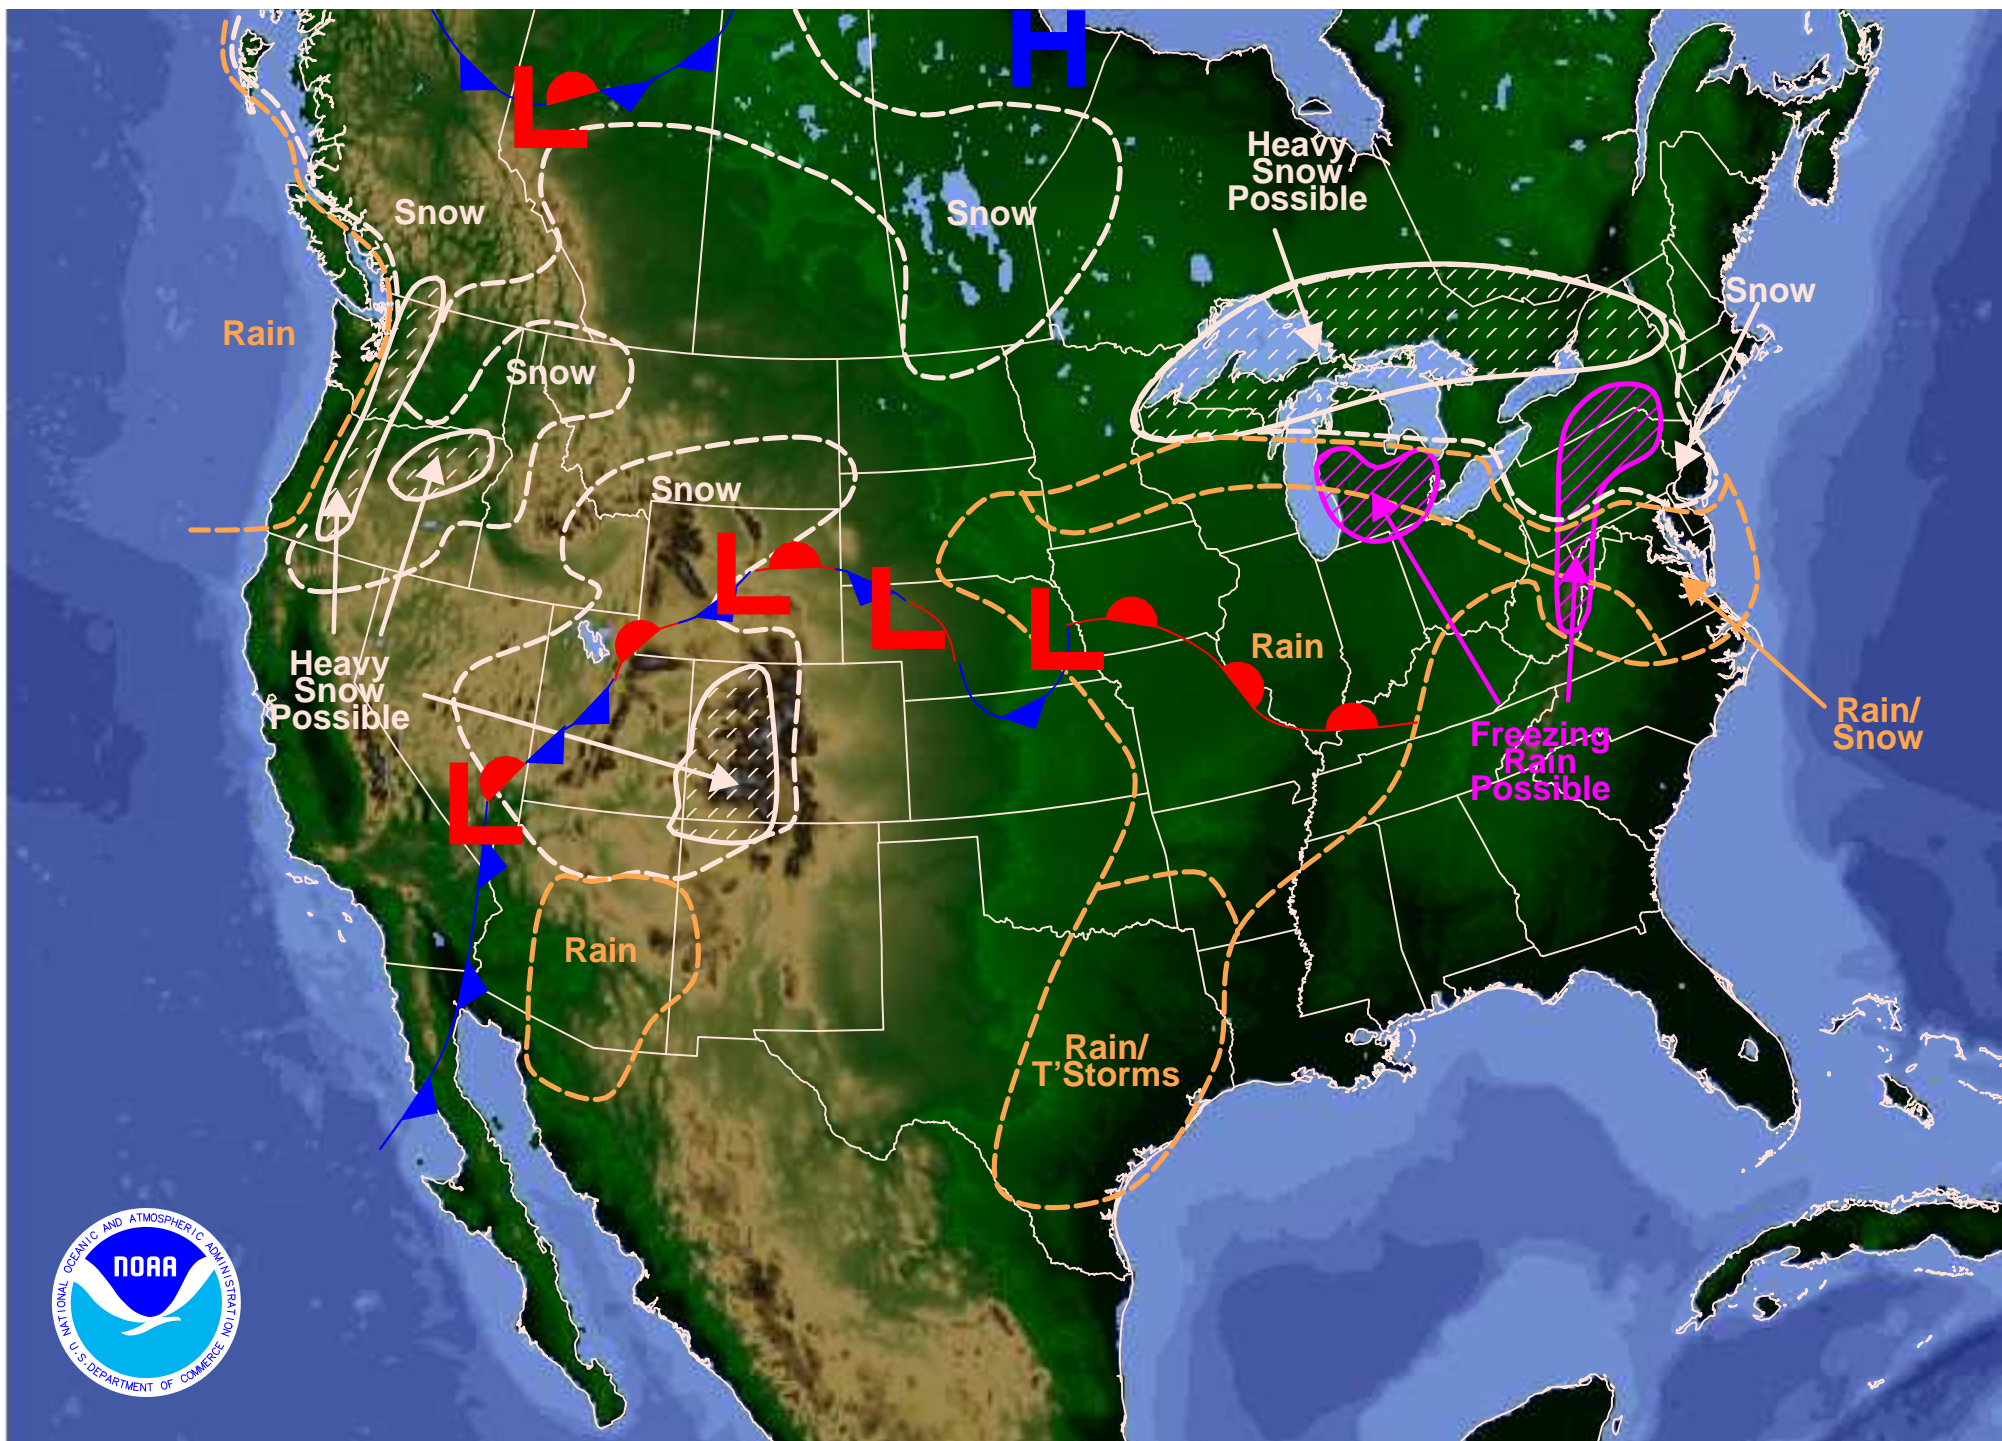 H
L
Heavy
Snow
Possible
Snow
Snow
Snow
Rain
Snow
Snow
L
L
L
Rain
Heavy
Snow
Possible
Rain/
Snow
Freezing
Rain
Possible
L
Rain
Rain/
T'Storms
NATIONAL OCEANIC AND ATMOSPHERIC ADMINISTRATION
NOAA
U.S. DEPARTMENT OF COMMERCE